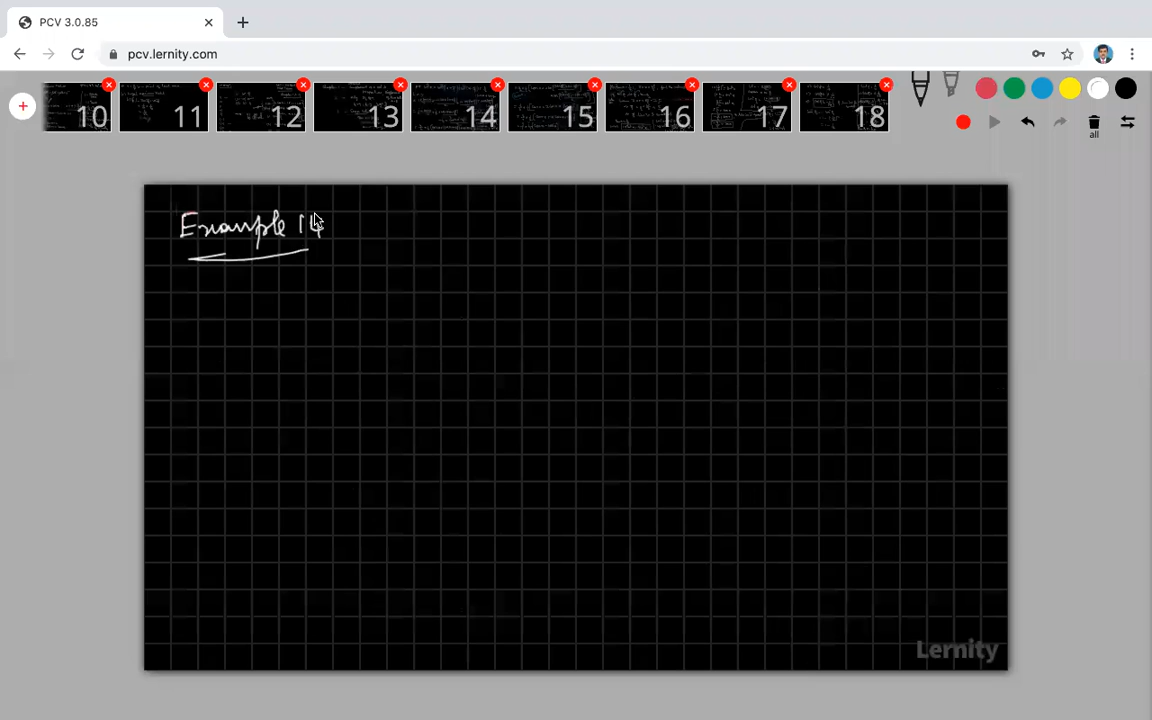 PCV 3.0.85
pcv.lernity.com
10 11 12 13 14 15 16 17 18
all
Example 14
Lernity